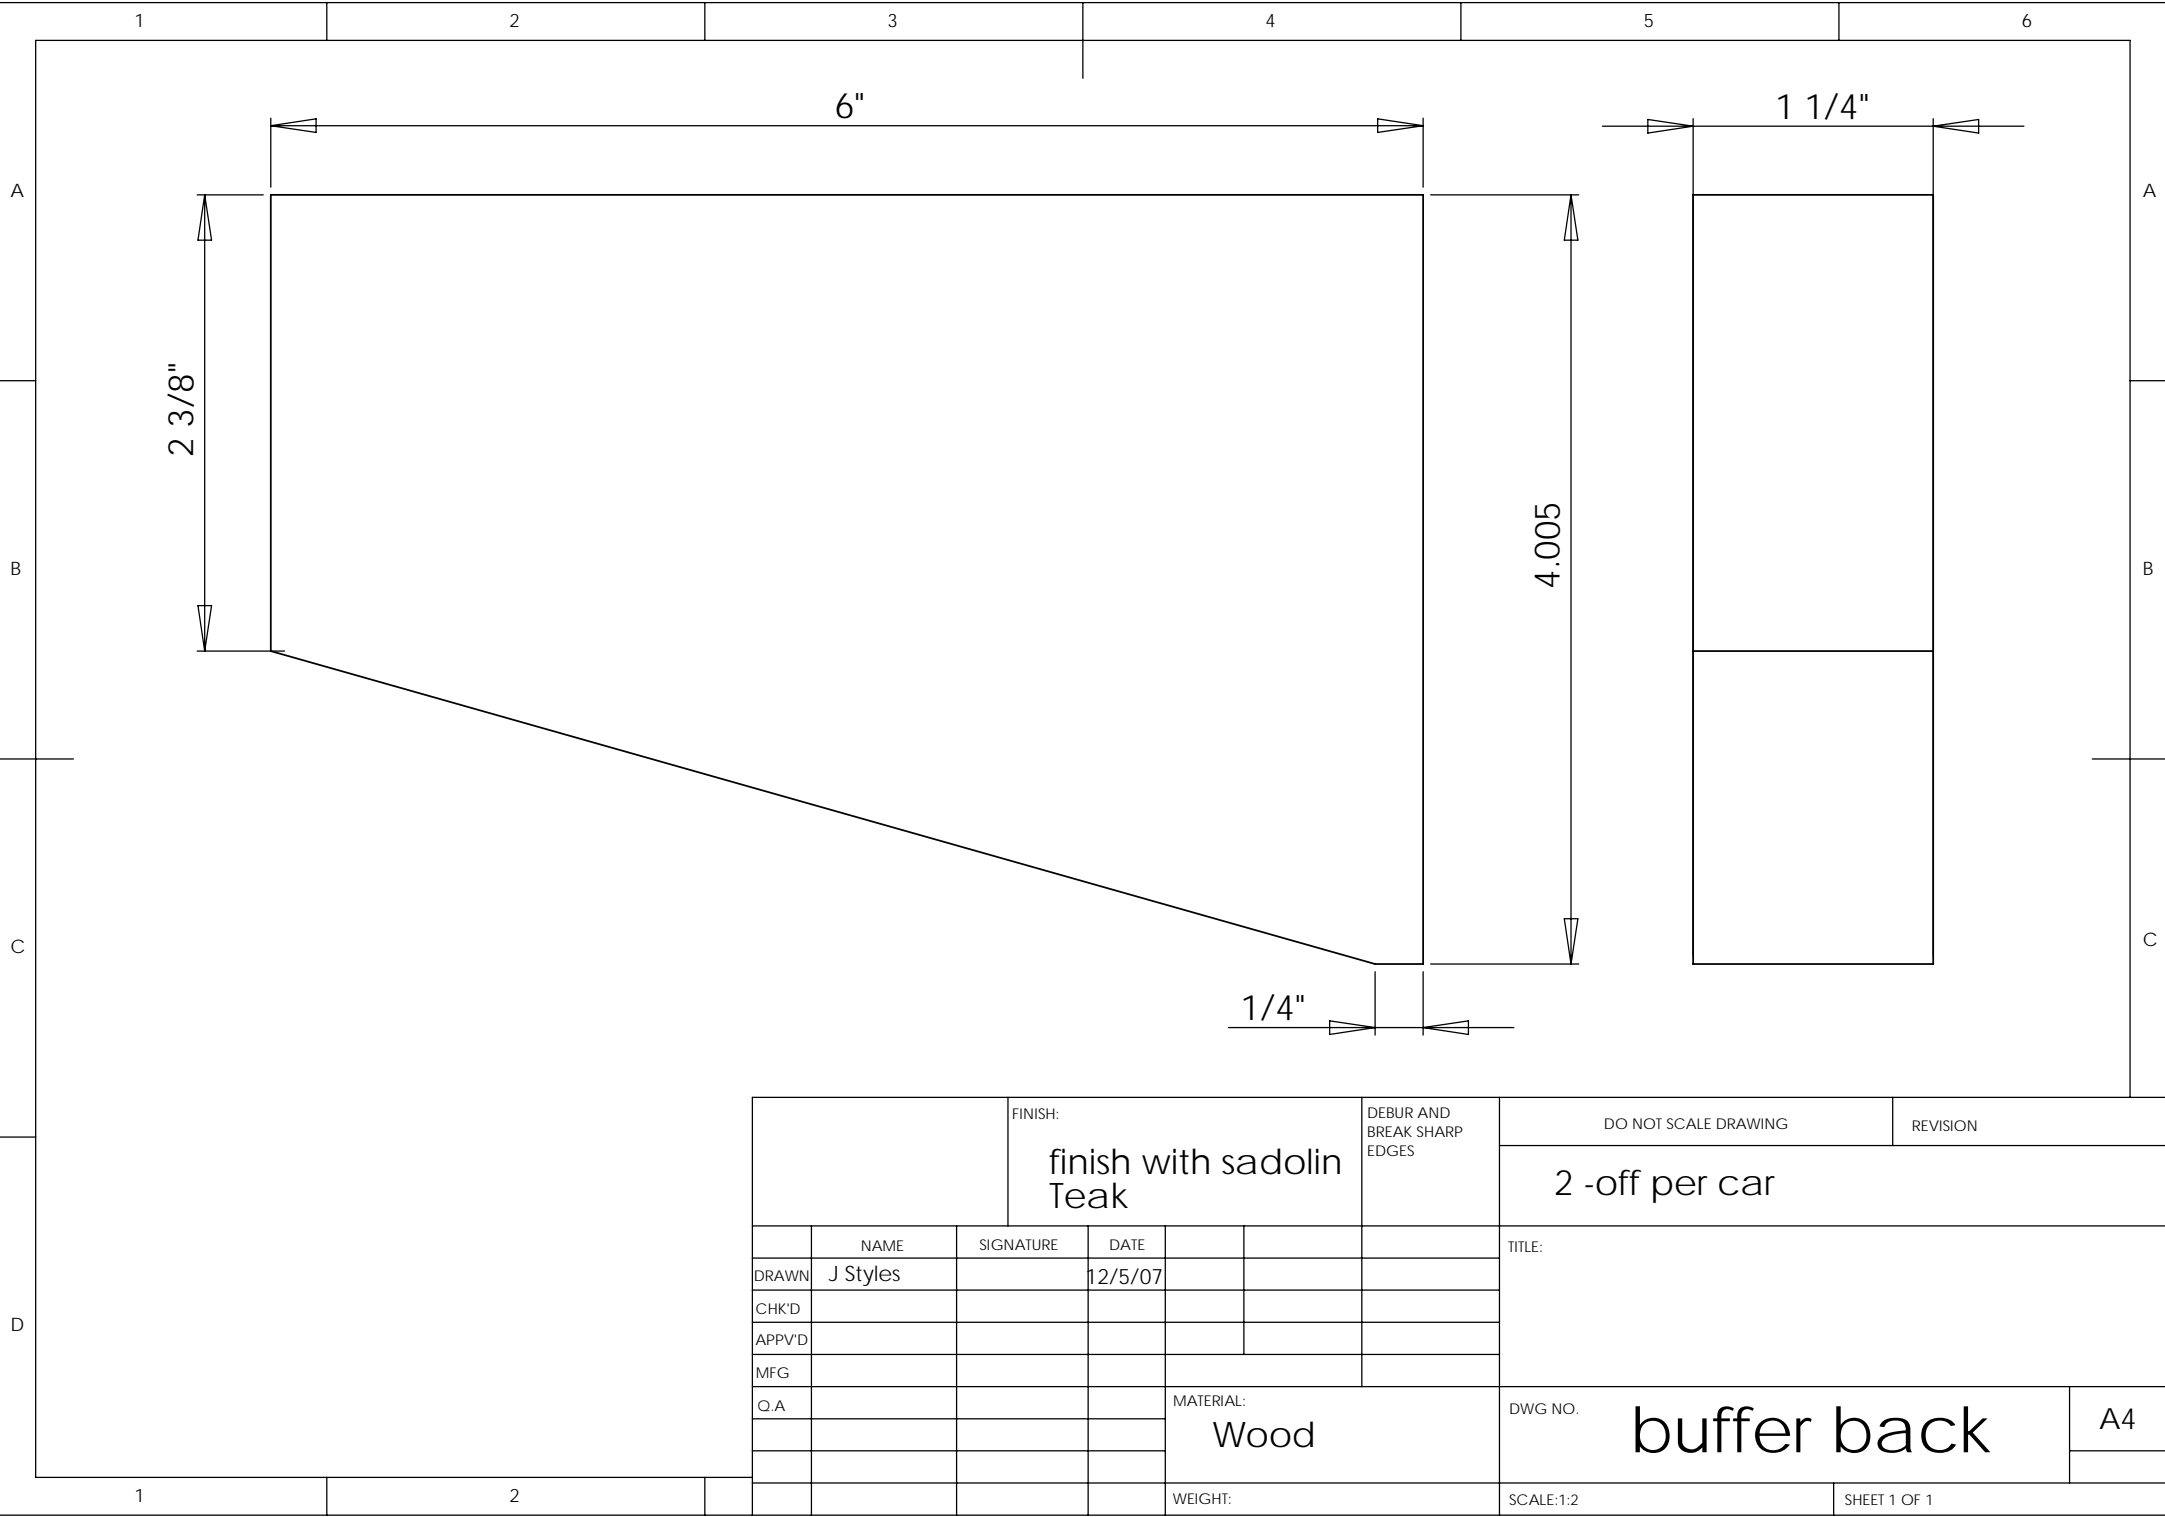 1 2 3 4 5 6
6"
1 1/4"
A A
2 3/8"
4.005
B B
C C
1/4"
FINISH:
finish with sadolin
Teak
DEBUR AND
BREAK SHARP
EDGES
DO NOT SCALE DRAWING
REVISION
2 -off per car
NAME SIGNATURE DATE
TITLE:
DRAWN J Styles 12/5/07
CHK'D
APPV'D
MFG
Q.A
D
MATERIAL:
Wood
DWG NO.
buffer back
A4
1 2
WEIGHT:
SCALE:1:2
SHEET 1 OF 1